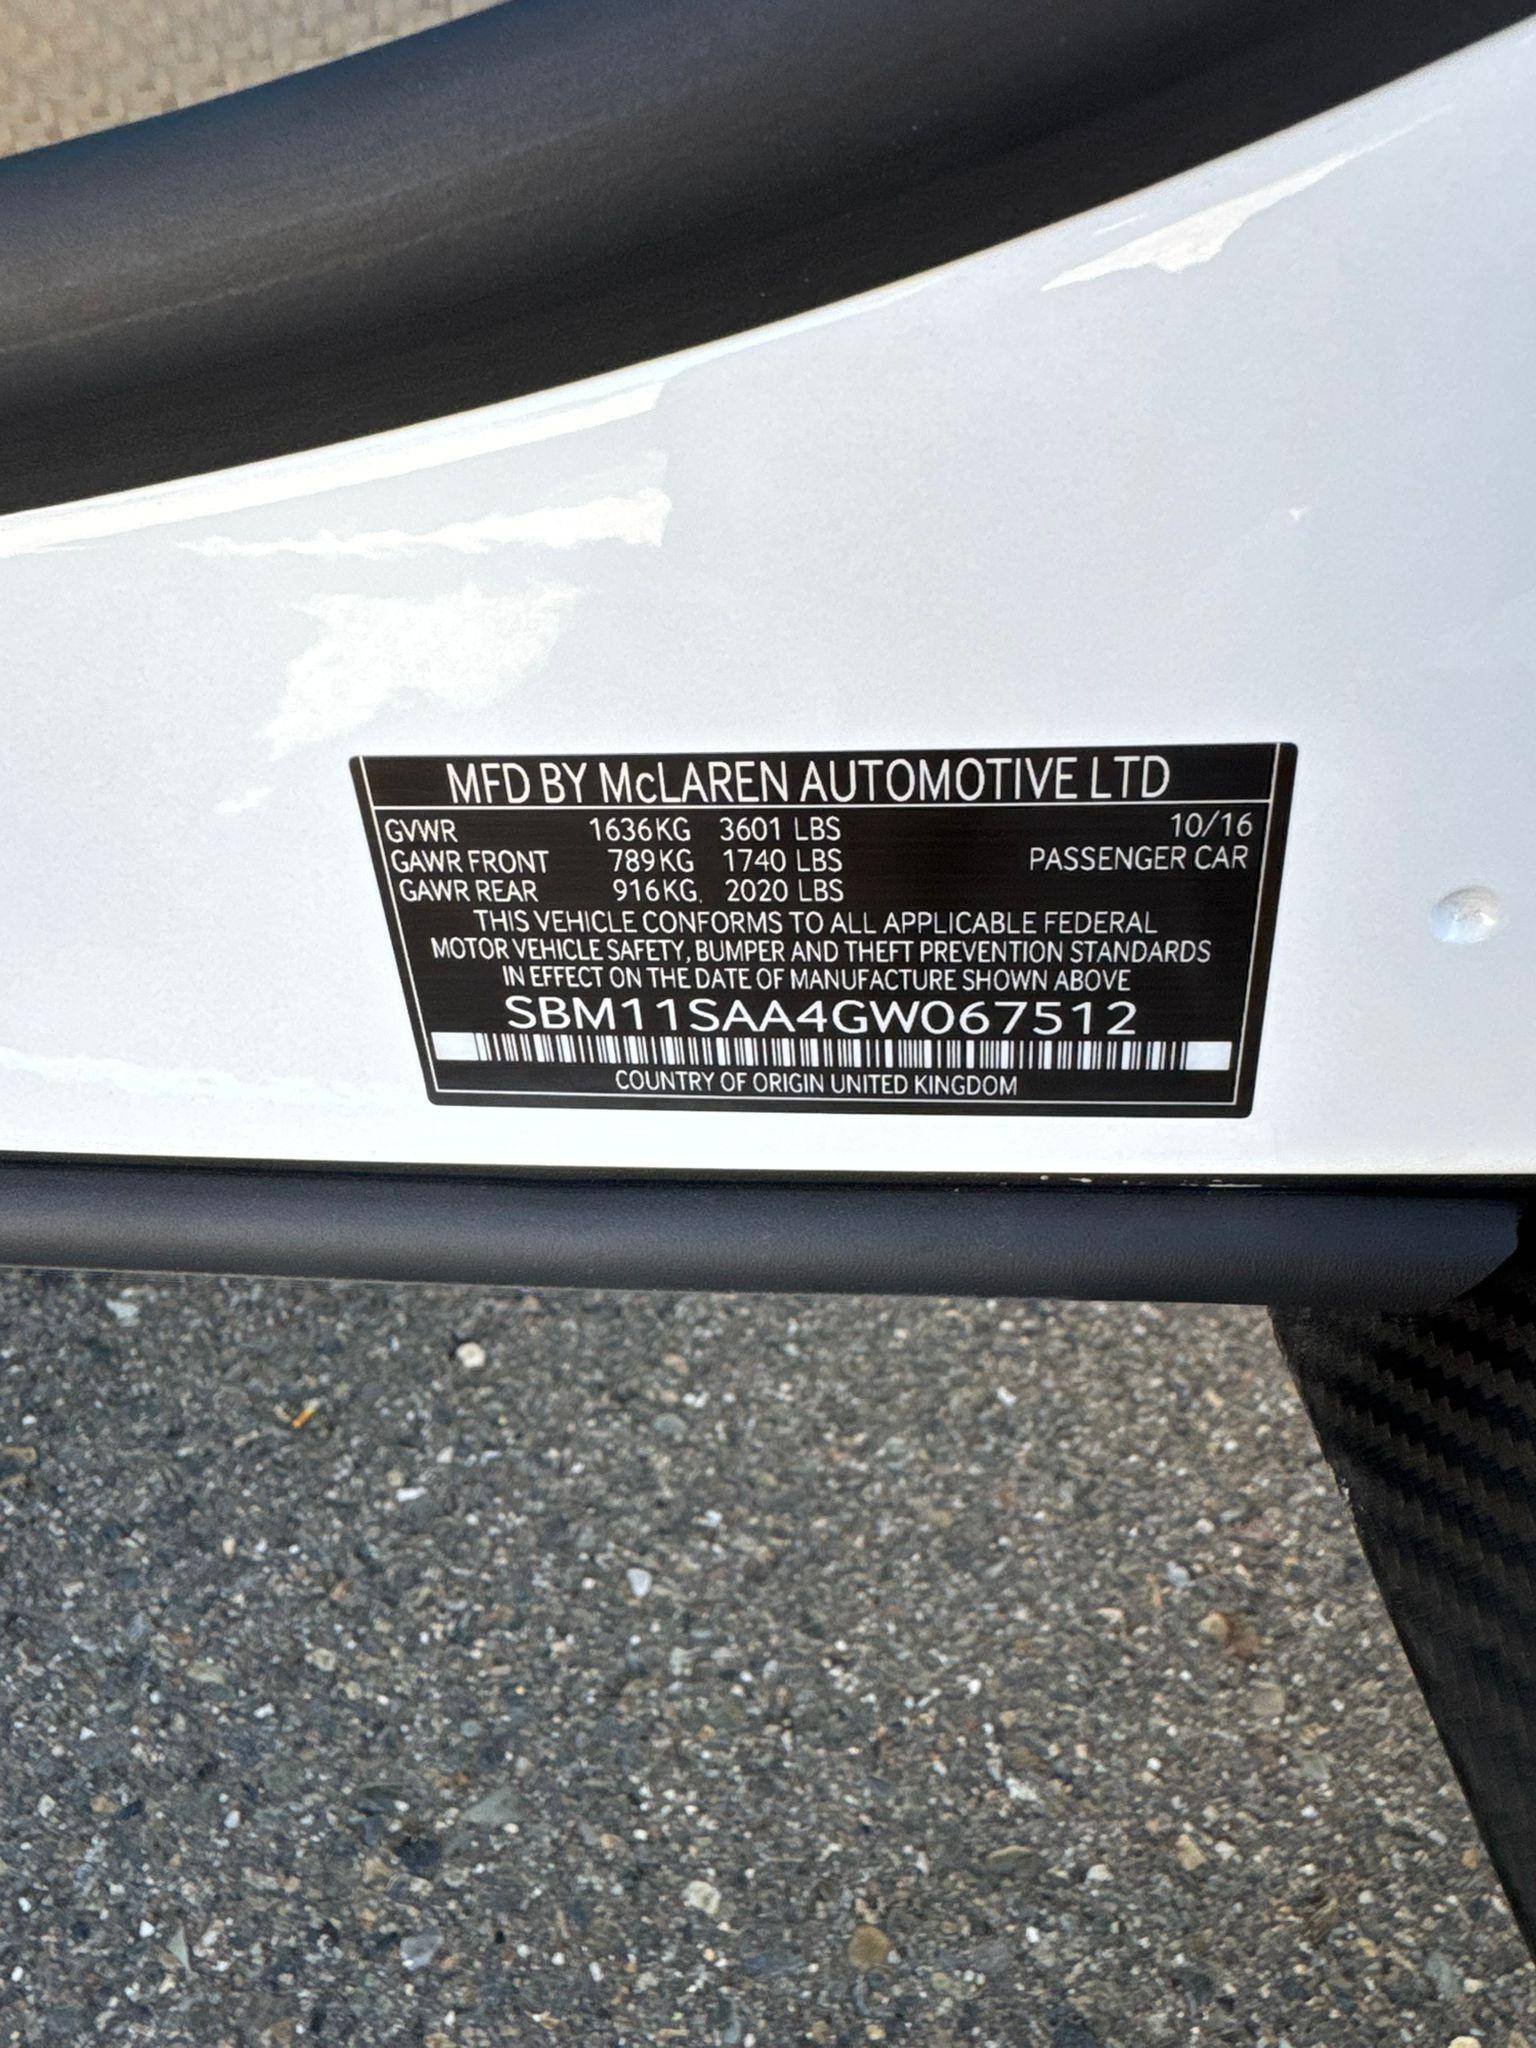 MFD BY McLAREN AUTOMOTIVE LTD
GVWR 1636KG 3601 LBS 10/16
GAWR FRONT 789KG 1740 LBS PASSENGER CAR
GAWR REAR 916KG. 2020 LBS
THIS VEHICLE CONFORMS TO ALL APPLICABLE FEDERAL
MOTOR VEHICLE SAFETY, BUMPER AND THEFT PREVENTION STANDARDS
IN EFFECT ON THE DATE OF MANUFACTURE SHOWN ABOVE
SBM11SAA4GW067512
COUNTRY OF ORIGIN UNITED KINGDOM